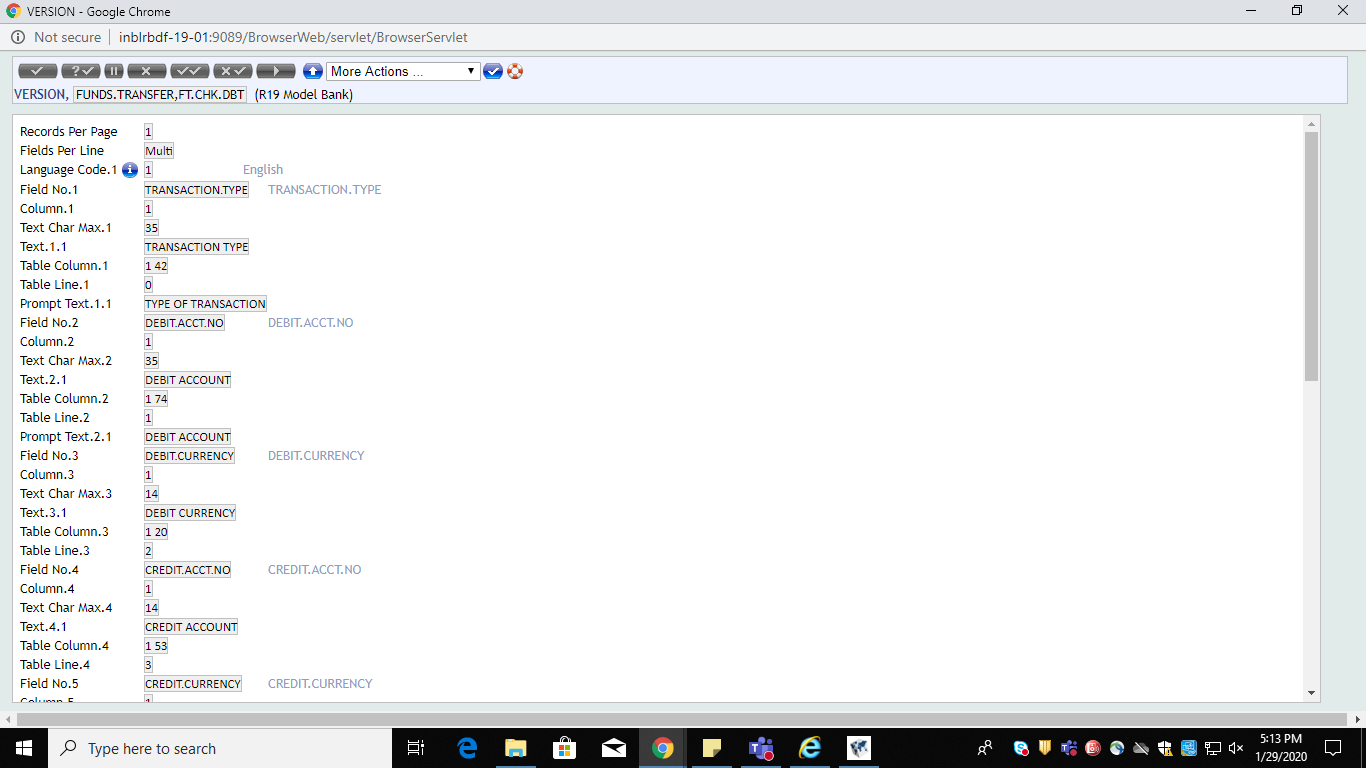 VERSION - Google Chrome
Not secure | inblrbdf-19-01:9089/BrowserWeb/servlet/BrowserServlet
More Actions ...
VERSION, FUNDS.TRANSFER,FT.CHK.DBT (R19 Model Bank)
Records Per Page 1
Fields Per Line Multi
Language Code.1 1 English
Field No.1 TRANSACTION.TYPE TRANSACTION.TYPE
Column.1 1
Text Char Max.1 35
Text.1.1 TRANSACTION TYPE
Table Column.1 1 42
Table Line.1 0
Prompt Text.1.1 TYPE OF TRANSACTION
Field No.2 DEBIT.ACCT.NO DEBIT.ACCT.NO
Column.2 1
Text Char Max.2 35
Text.2.1 DEBIT ACCOUNT
Table Column.2 1 74
Table Line.2 1
Prompt Text.2.1 DEBIT ACCOUNT
Field No.3 DEBIT.CURRENCY DEBIT.CURRENCY
Column.3 1
Text Char Max.3 14
Text.3.1 DEBIT CURRENCY
Table Column.3 1 20
Table Line.3 2
Field No.4 CREDIT.ACCT.NO CREDIT.ACCT.NO
Column.4 1
Text Char Max.4 14
Text.4.1 CREDIT ACCOUNT
Table Column.4 1 53
Table Line.4 3
Field No.5 CREDIT.CURRENCY CREDIT.CURRENCY
Column.5 1
Type here to search
5:13 PM
1/29/2020